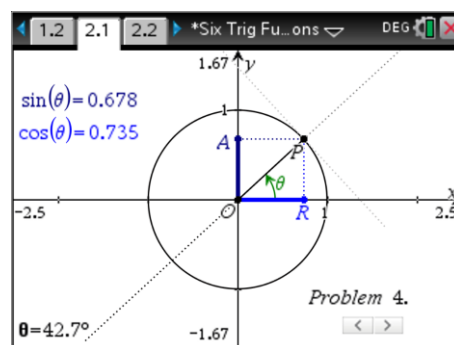 1.2 2.1 2.2 *Six Trig Fu…ons DEG
1.67 y
sin(θ)=0.678
cos(θ)=0.735
1
A
P
θ
-2.5 O R 1 x 2.5
Problem 4.
θ=42.7° -1.67